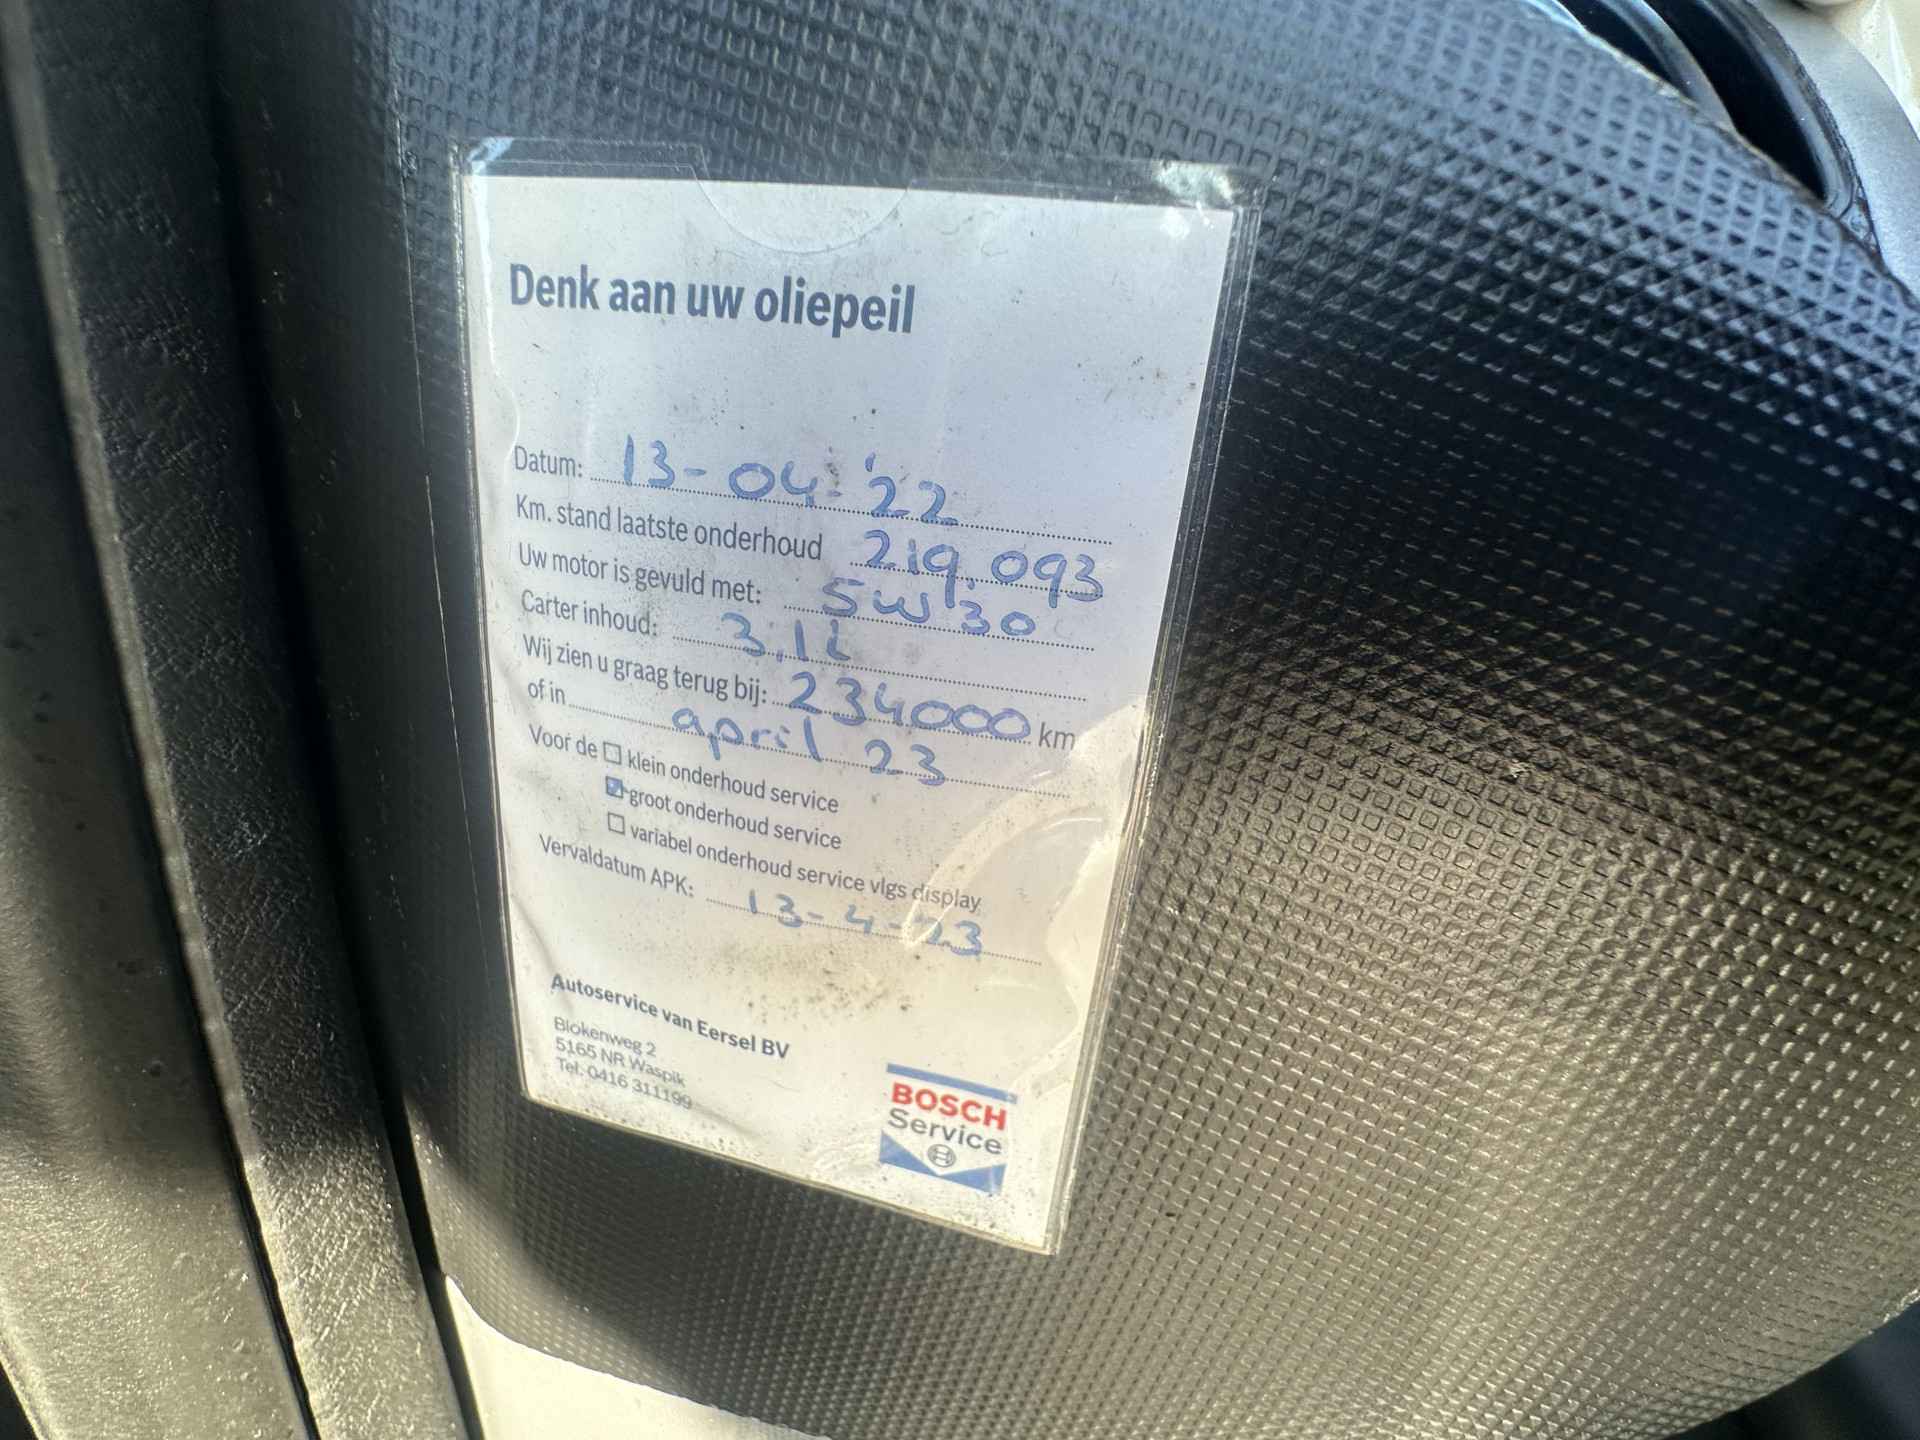 Denk aan uw oliepeil
Datum: 13-04-'22
Km. stand laatste onderhoud 219.093
Uw motor is gevuld met: 5W30
Carter inhoud: 3,1l
Wij zien u graag terug bij: 234000 km
of in april 23
Voor de klein onderhoud service
groot onderhoud service
variabel onderhoud service vlgs display
Vervaldatum APK: 13-4-23
Autoservice van Eersel BV
Blokenweg 2
5165 NR Waspik
Tel. 0416 311199
BOSCH
Service